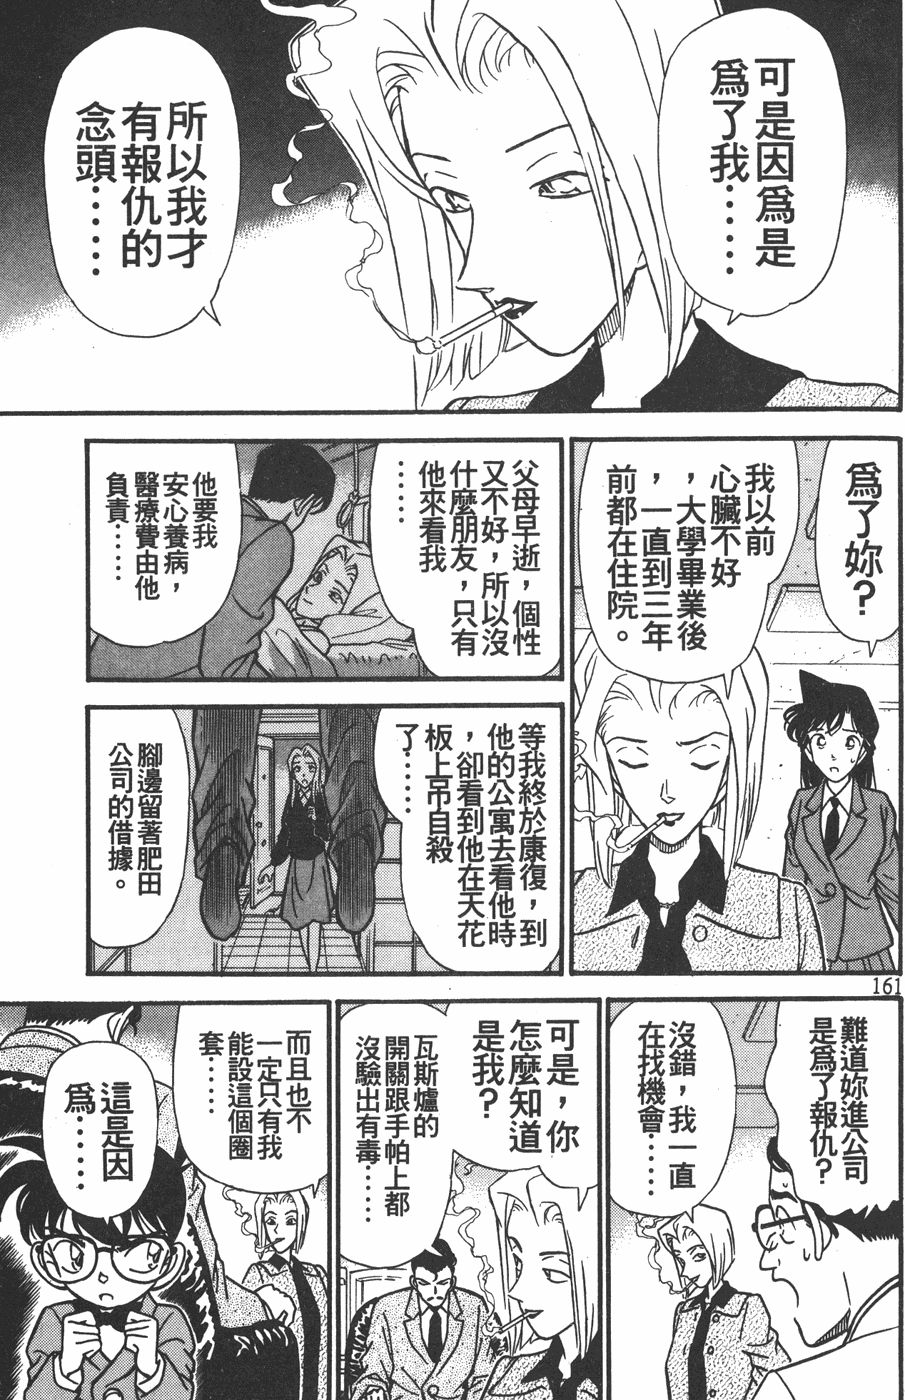 可是因為是
為了我……
所以我才
有報仇的
念頭……
為了妳？
我以前
心臟不好
，大學畢業後
，一直到三年
前都在住院。
父母早逝，個性
又不好，所以沒
什麼朋友，只有
他來看我
……
他要我
安心養病，
醫療費由他
負責……
等我終於康復，到
他的公寓去看他時
，卻看到他在天花
板上吊自殺
了……
腳邊留著肥田
公司的借據。
161
難道妳進公司
是為了報仇？
沒錯，我一直
在找機會……
可是，你
怎麼知道
是我？
瓦斯爐的
開關跟手帕上都
沒驗出有毒……
而且也不
一定只有我
能設這個圈
套……
這是因
為……